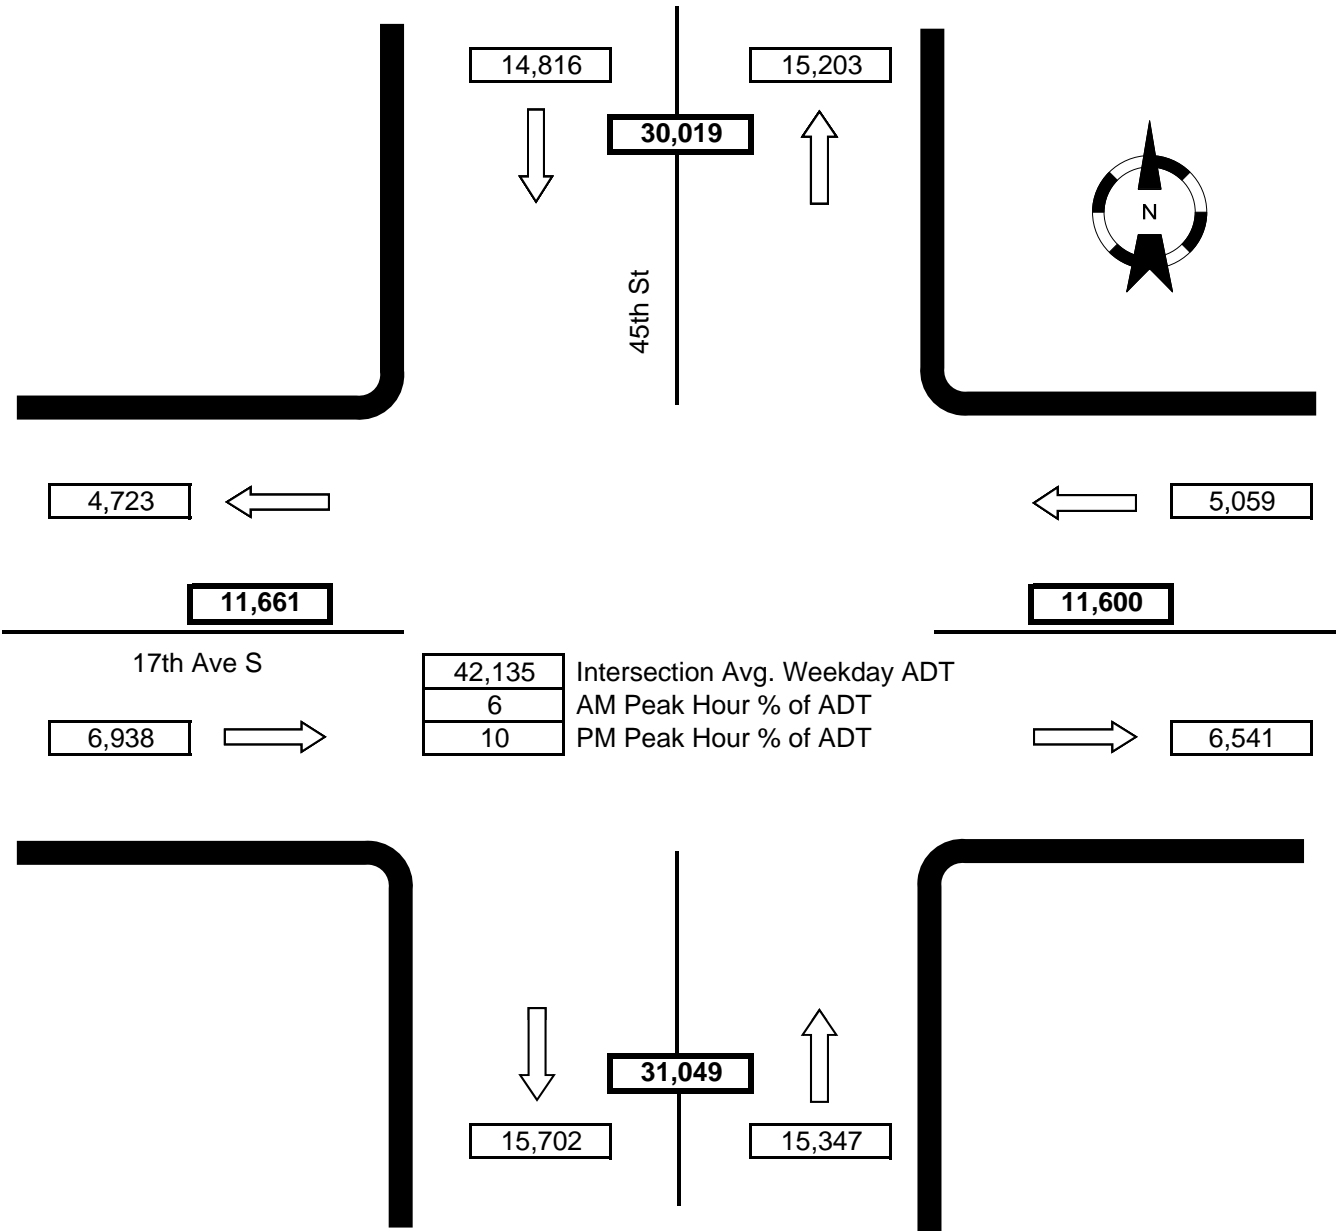 14,816
15,203
30,019
N
45th St
4,723
5,059
11,661
11,600
17th Ave S
42,135 Intersection Avg. Weekday ADT
6 AM Peak Hour % of ADT
10 PM Peak Hour % of ADT
6,938
6,541
31,049
15,702
15,347